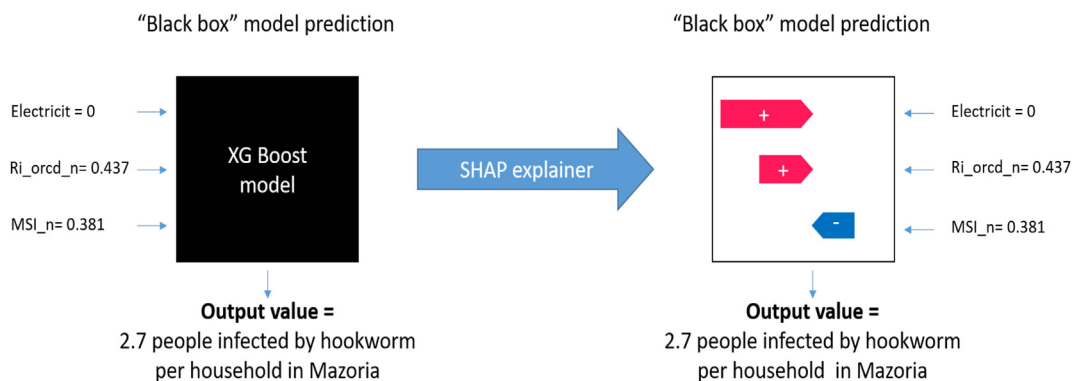 “Black box” model prediction
“Black box” model prediction
Electricit = 0
Ri_orcd_n= 0.437
MSI_n= 0.381
XG Boost
model
SHAP explainer
+
+
-
Electricit = 0
Ri_orcd_n= 0.437
MSI_n= 0.381
Output value =
2.7 people infected by hookworm
per household in Mazoria
Output value =
2.7 people infected by hookworm
per household in Mazoria